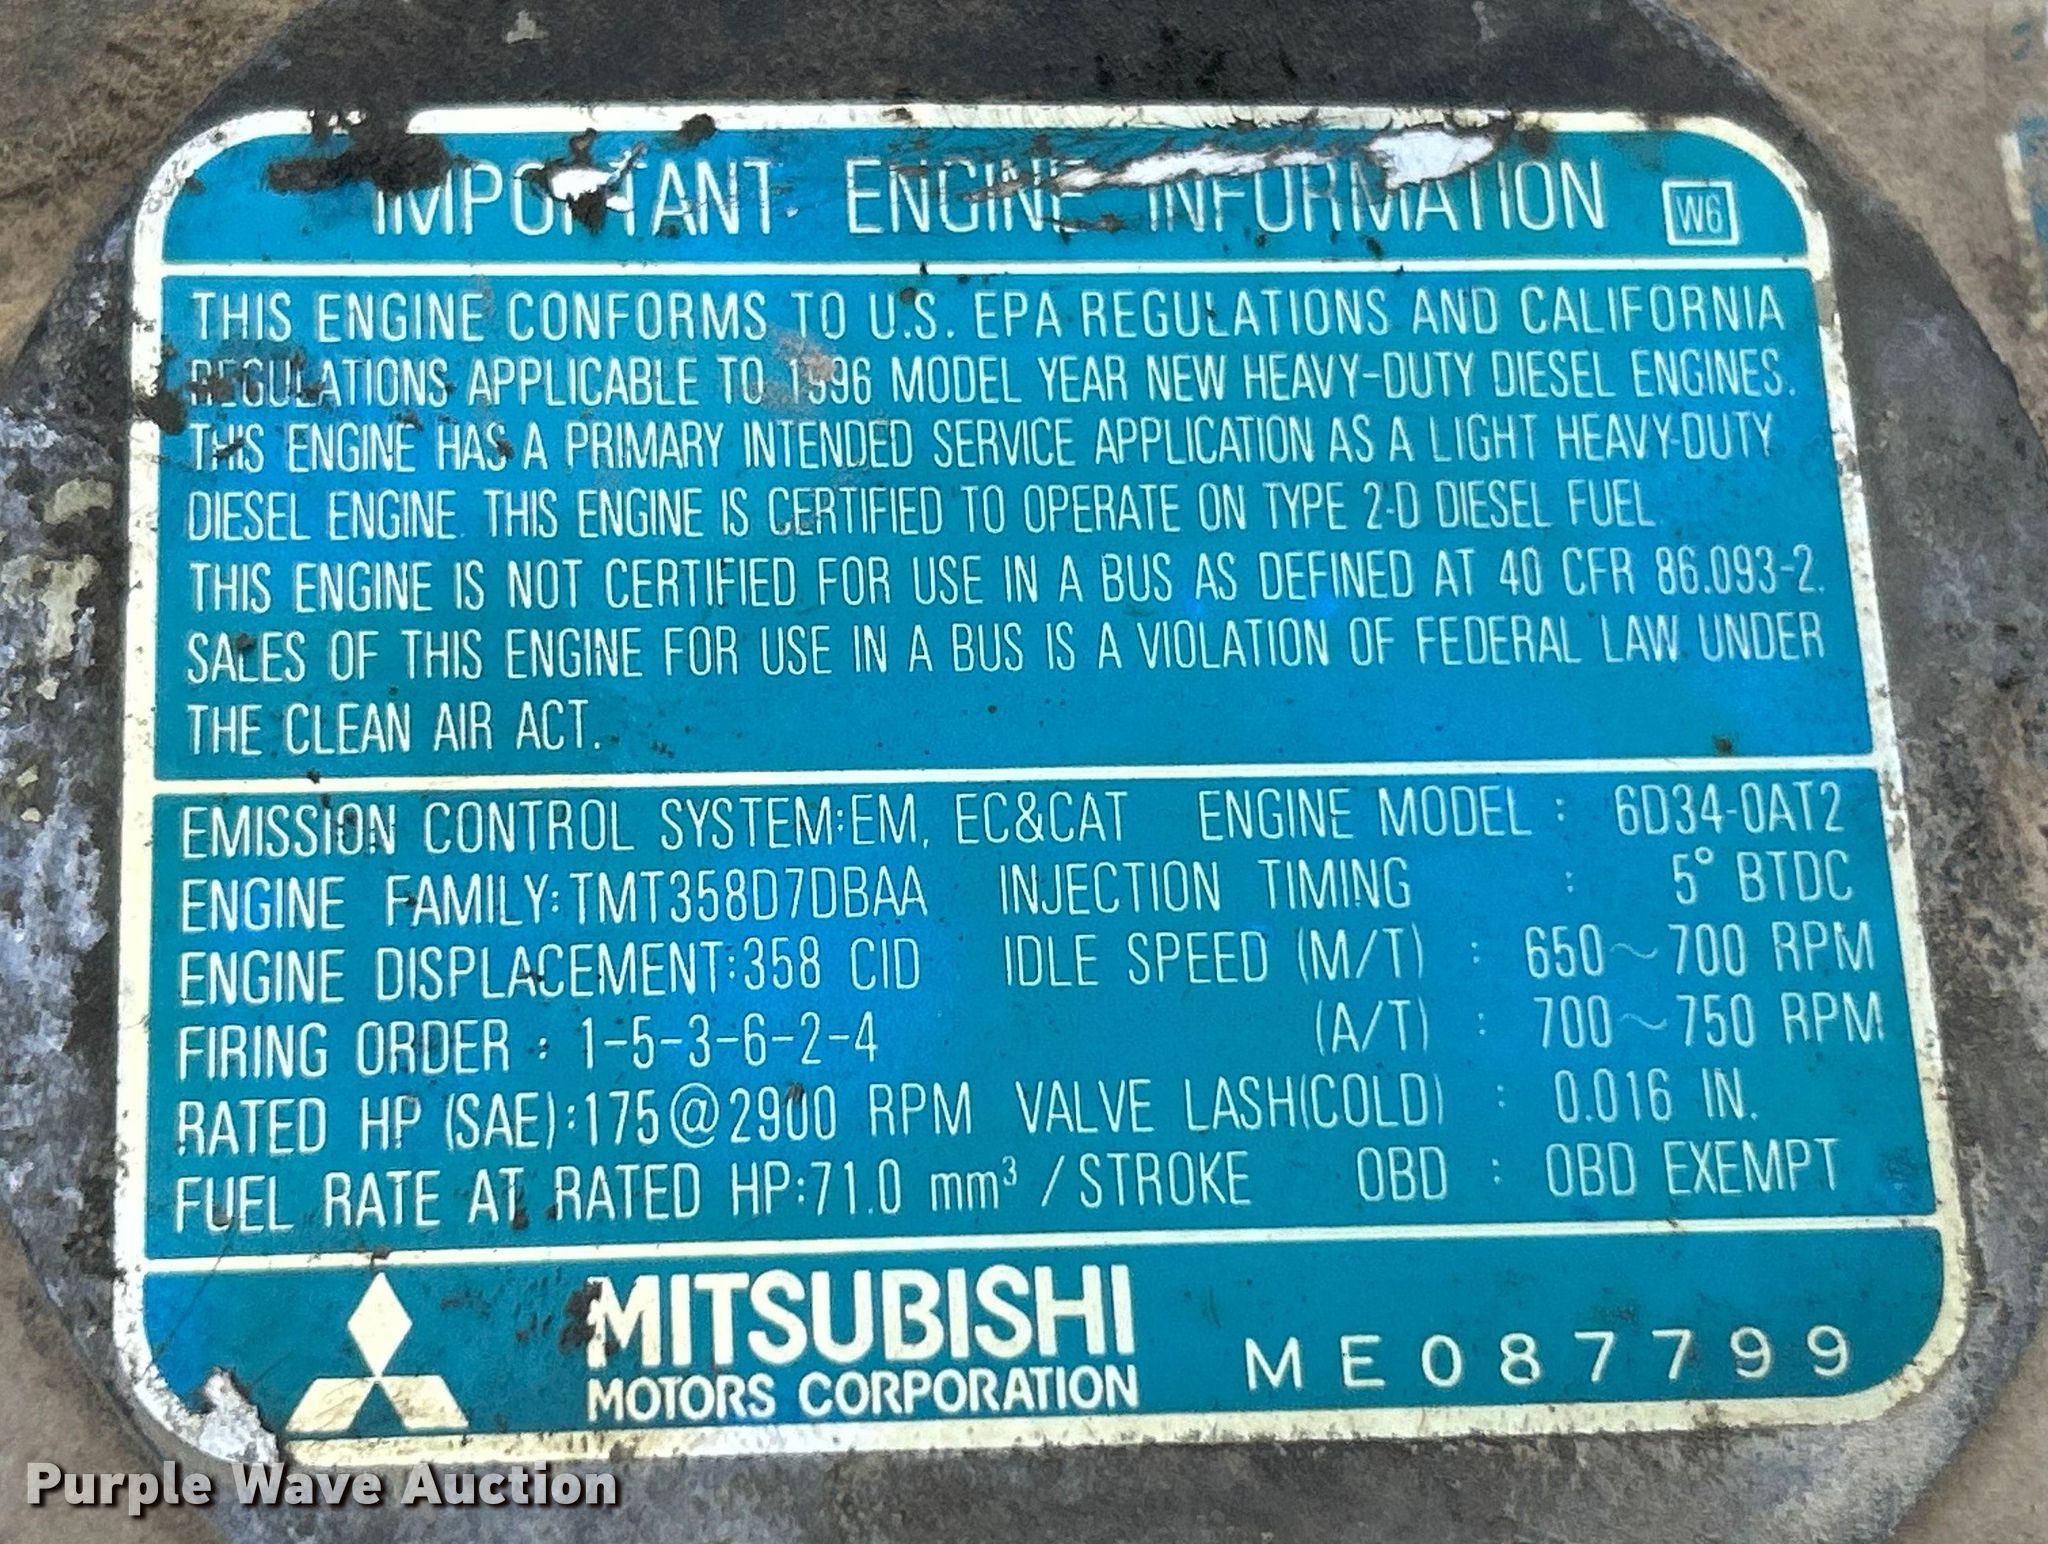 IMPORTANT ENGINE INFORMATION W6
THIS ENGINE CONFORMS TO U.S. EPA REGULATIONS AND CALIFORNIA
REGULATIONS APPLICABLE TO 1996 MODEL YEAR NEW HEAVY-DUTY DIESEL ENGINES.
THIS ENGINE HAS A PRIMARY INTENDED SERVICE APPLICATION AS A LIGHT HEAVY-DUTY
DIESEL ENGINE. THIS ENGINE IS CERTIFIED TO OPERATE ON TYPE 2-D DIESEL FUEL.
THIS ENGINE IS NOT CERTIFIED FOR USE IN A BUS AS DEFINED AT 40 CFR 86.093-2.
SALES OF THIS ENGINE FOR USE IN A BUS IS A VIOLATION OF FEDERAL LAW UNDER
THE CLEAN AIR ACT.
EMISSION CONTROL SYSTEM:EM, EC&CAT ENGINE MODEL : 6D34-0AT2
ENGINE FAMILY:TMT358D7DBAA INJECTION TIMING : 5° BTDC
ENGINE DISPLACEMENT:358 CID IDLE SPEED (M/T) : 650~700 RPM
FIRING ORDER : 1-5-3-6-2-4 (A/T) : 700~750 RPM
RATED HP (SAE):175@2900 RPM VALVE LASH(COLD) : 0.016 IN.
FUEL RATE AT RATED HP:71.0 mm³/STROKE OBD : OBD EXEMPT
MITSUBISHI
MOTORS CORPORATION ME087799
Purple Wave Auction